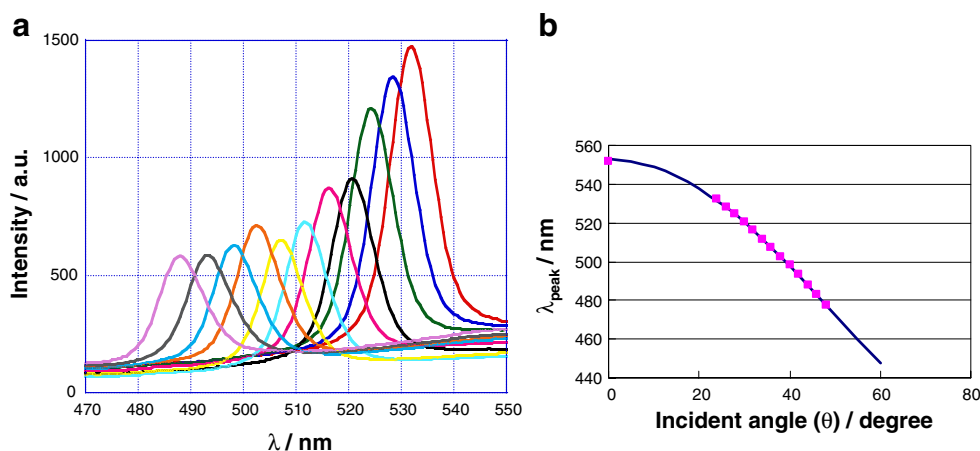 a
1500
1000
500
0
470 480 490 500 510 520 530 540 550
Intensity / a.u.
λ / nm
b
560
540
520
500
480
460
440
0 20 40 60 80
λpeak / nm
Incident angle (θ) / degree